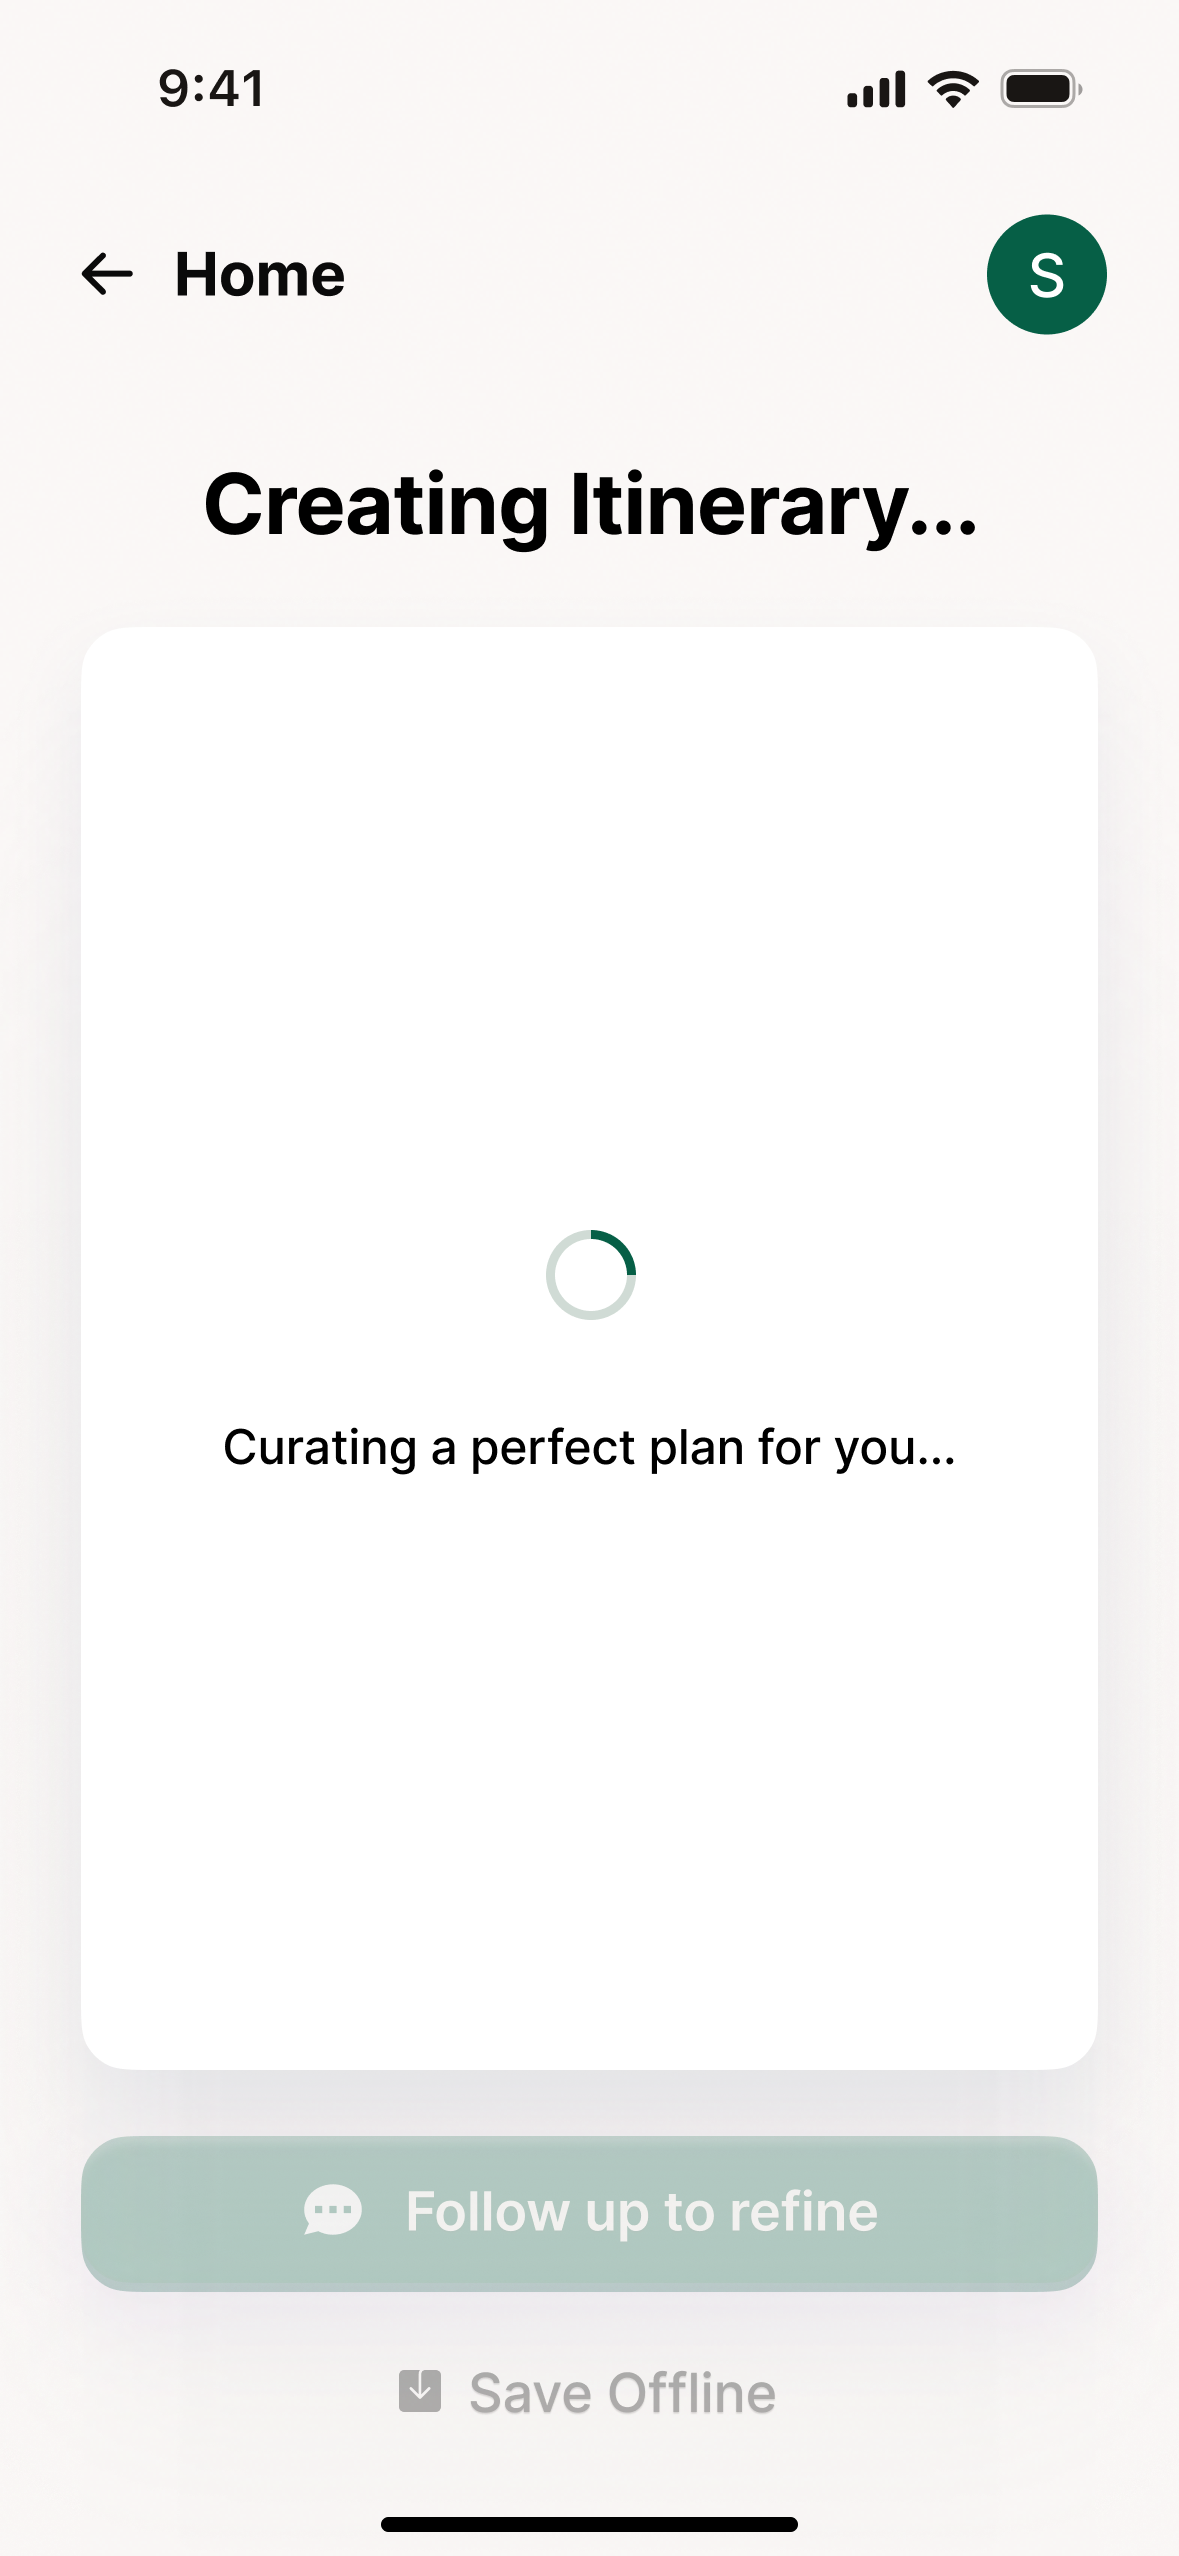 9:41
Home
S
Creating Itinerary...
Curating a perfect plan for you...
Follow up to refine
Save Offline